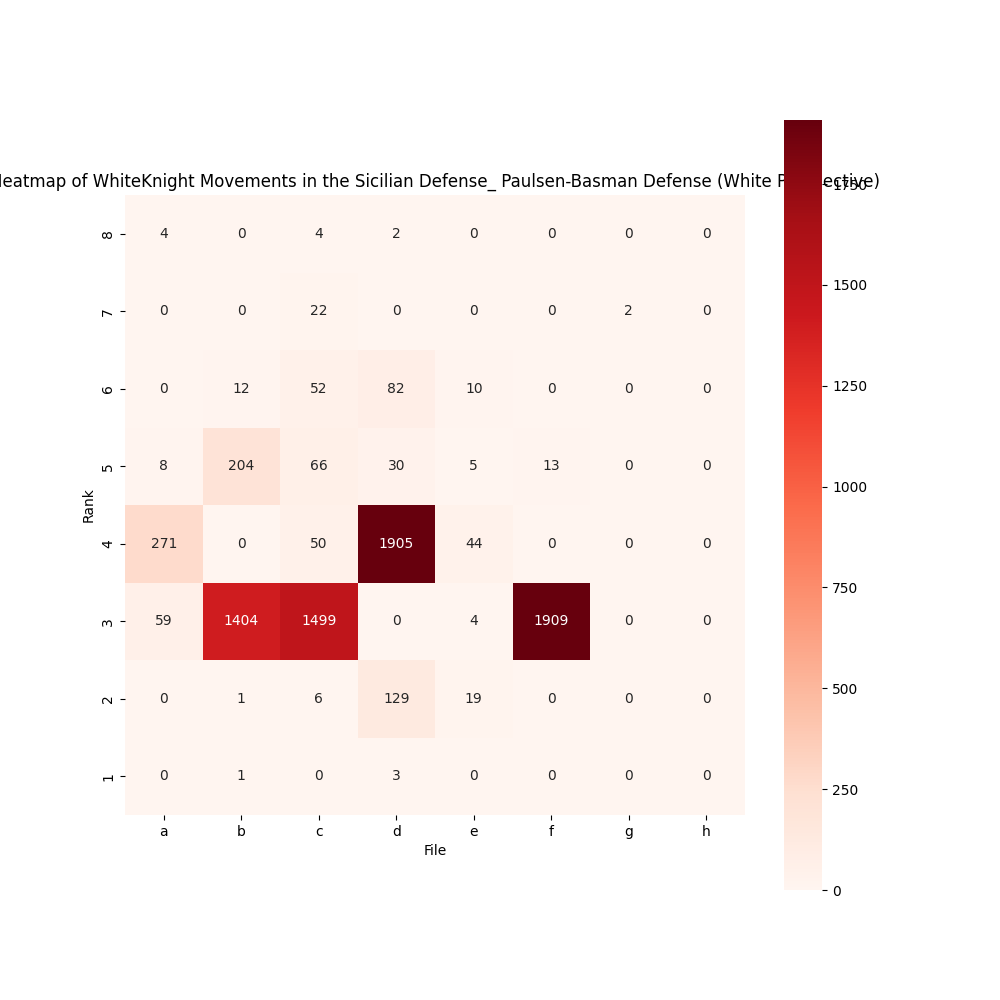 Heatmap of WhiteKnight Movements in the Sicilian Defense_ Paulsen-Basman Defense (White
1750
8 4 0 4 2 0 0 0 0
7 0 0 22 0 0 0 2 0
1500
6 0 12 52 82 10 0 0 0
1250
5 8 204 66 30 5 13 0 0
1000
Rank
4 271 0 50 1905 44 0 0 0
750
3 59 1404 1499 0 4 1909 0 0
500
2 0 1 6 129 19 0 0 0
250
1 0 1 0 3 0 0 0 0
a b c d e f g h
File
0